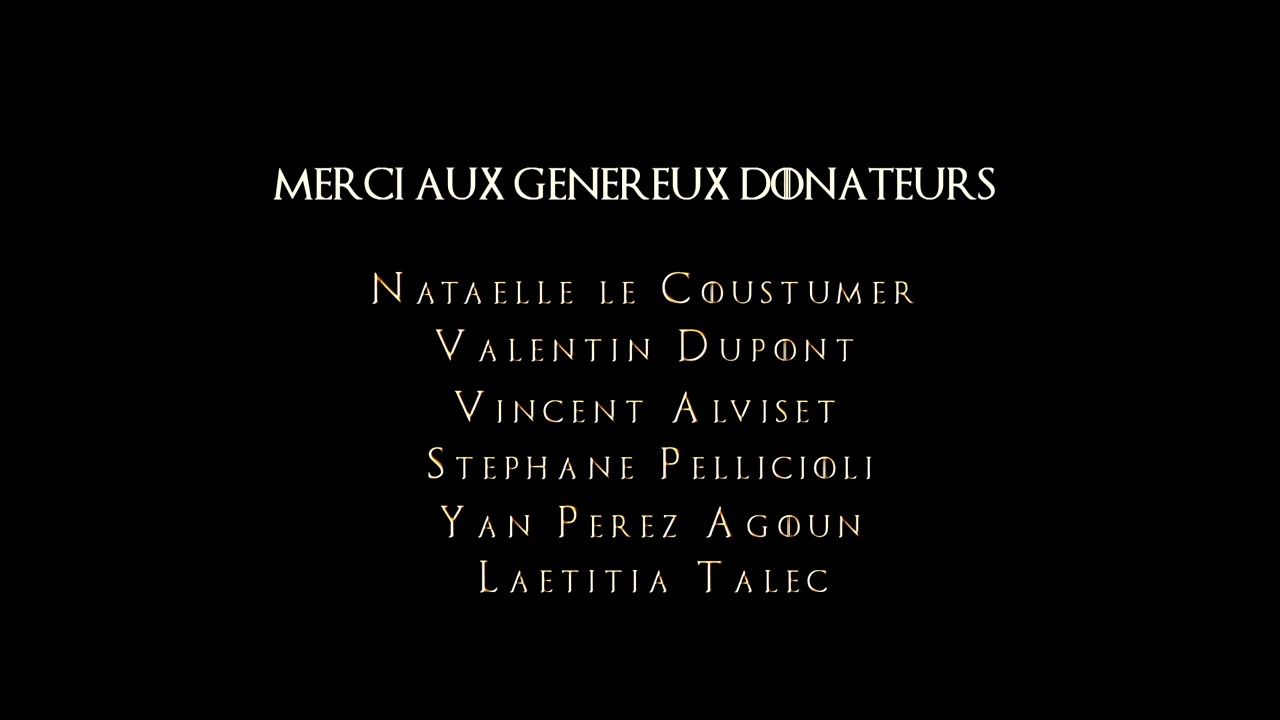 MERCI AUX GENEREUX DONATEURS
NATAELLE LE COUSTUMER
VALENTIN DUPONT
VINCENT ALVISET
STEPHANE PELLICIOLI
YAN PEREZ AGOUN
LAETITIA TALEC